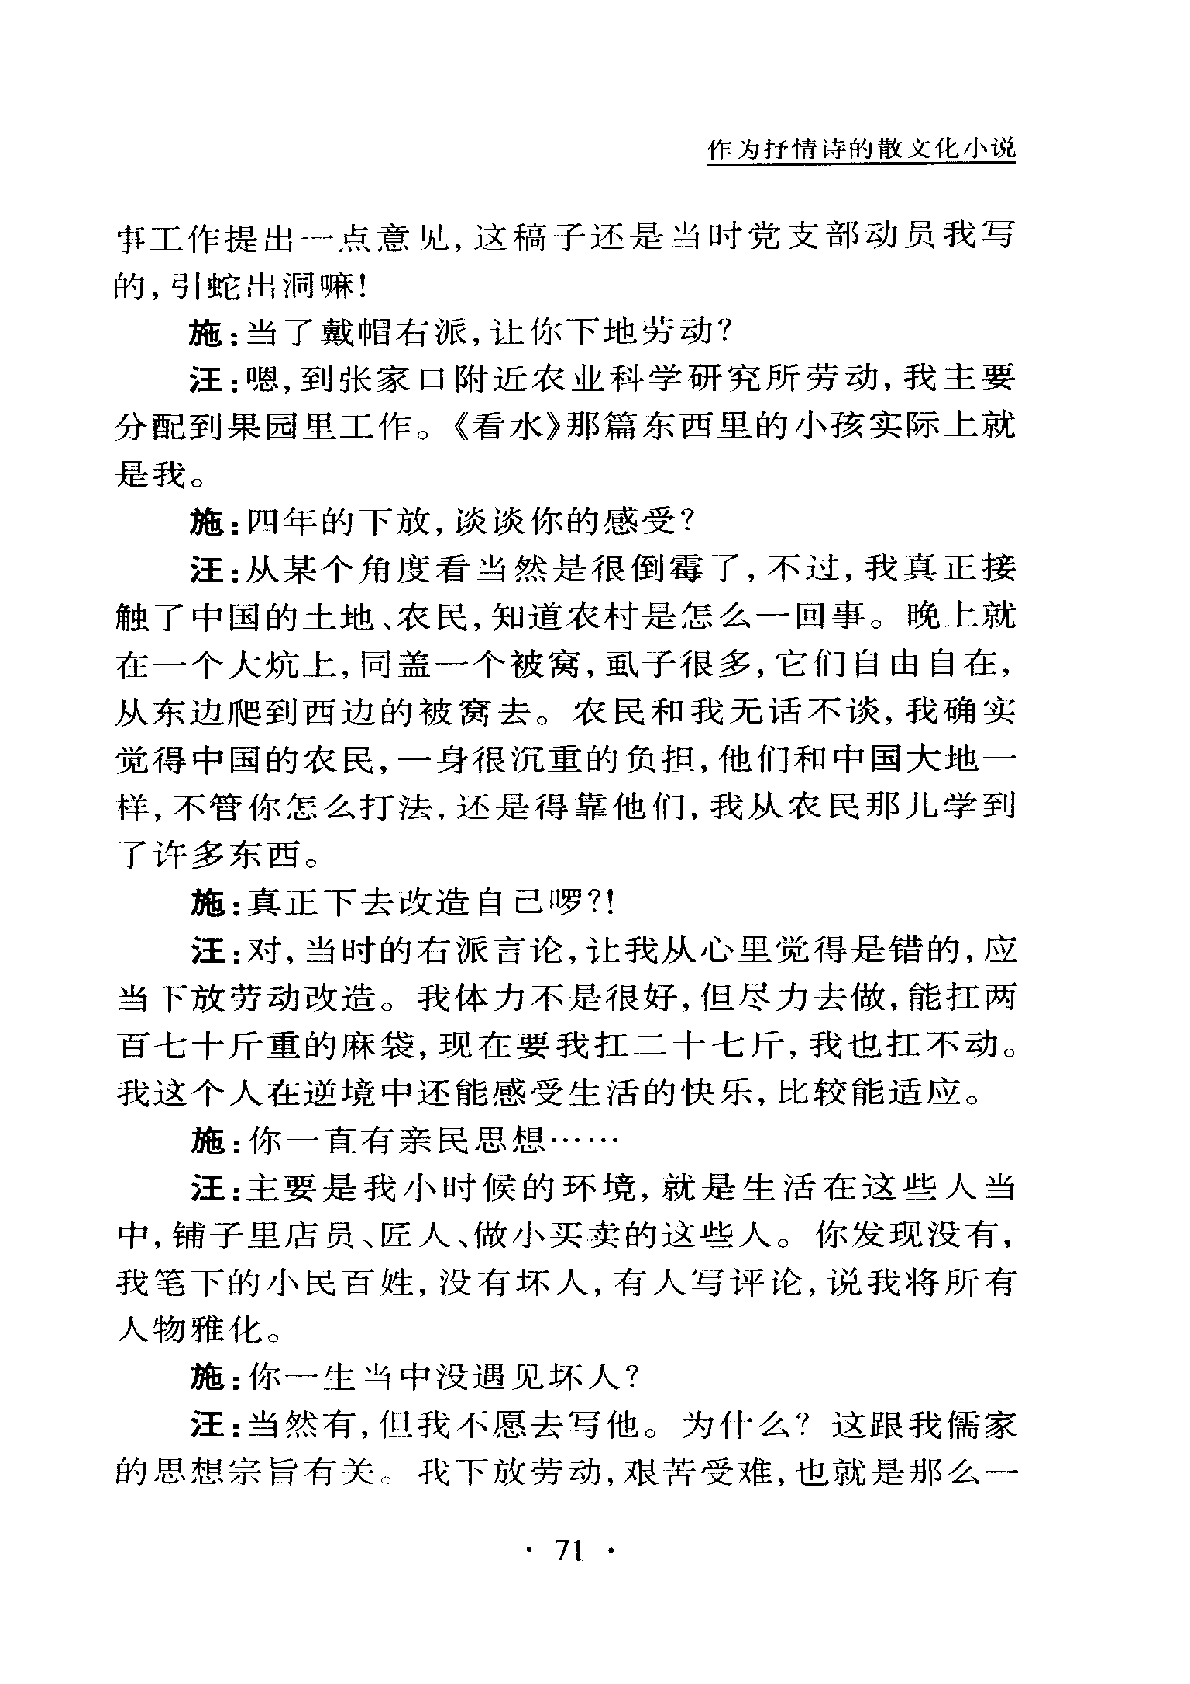 作为抒情诗的散文化小说
事工作提出一点意见,这稿子还是当时党支部动员我写
的,引蛇出洞嘛!
施:当了戴帽右派,让你下地劳动?
汪:嗯,到张家口附近农业科学研究所劳动,我主要
分配到果园里工作。《看水》那篇东西里的小孩实际上就
是我。
施:四年的下放,谈谈你的感受?
汪:从某个角度看当然是很倒霉了,不过,我真正接
触了中国的土地、农民,知道农村是怎么一回事。晚上就
在一个大炕上,同盖一个被窝,虱子很多,它们自由自在,
从东边爬到西边的被窝去。农民和我无话不谈,我确实
觉得中国的农民,一身很沉重的负担,他们和中国大地一
样,不管你怎么打法,还是得靠他们,我从农民那儿学到
了许多东西。
施:真正下去改造自己啰?!
汪:对,当时的右派言论,让我从心里觉得是错的,应
当下放劳动改造。我体力不是很好,但尽力去做,能扛两
百七十斤重的麻袋,现在要我扛二十七斤,我也扛不动。
我这个人在逆境中还能感受生活的快乐,比较能适应。
施:你一直有亲民思想……
汪:主要是我小时候的环境,就是生活在这些人当
中,铺子里店员、匠人、做小买卖的这些人。你发现没有,
我笔下的小民百姓,没有坏人,有人写评论,说我将所有
人物雅化。
施:你一生当中没遇见坏人?
汪:当然有,但我不愿去写他。为什么?这跟我儒家
的思想宗旨有关。我下放劳动,艰苦受难,也就是那么一
· 71 ·